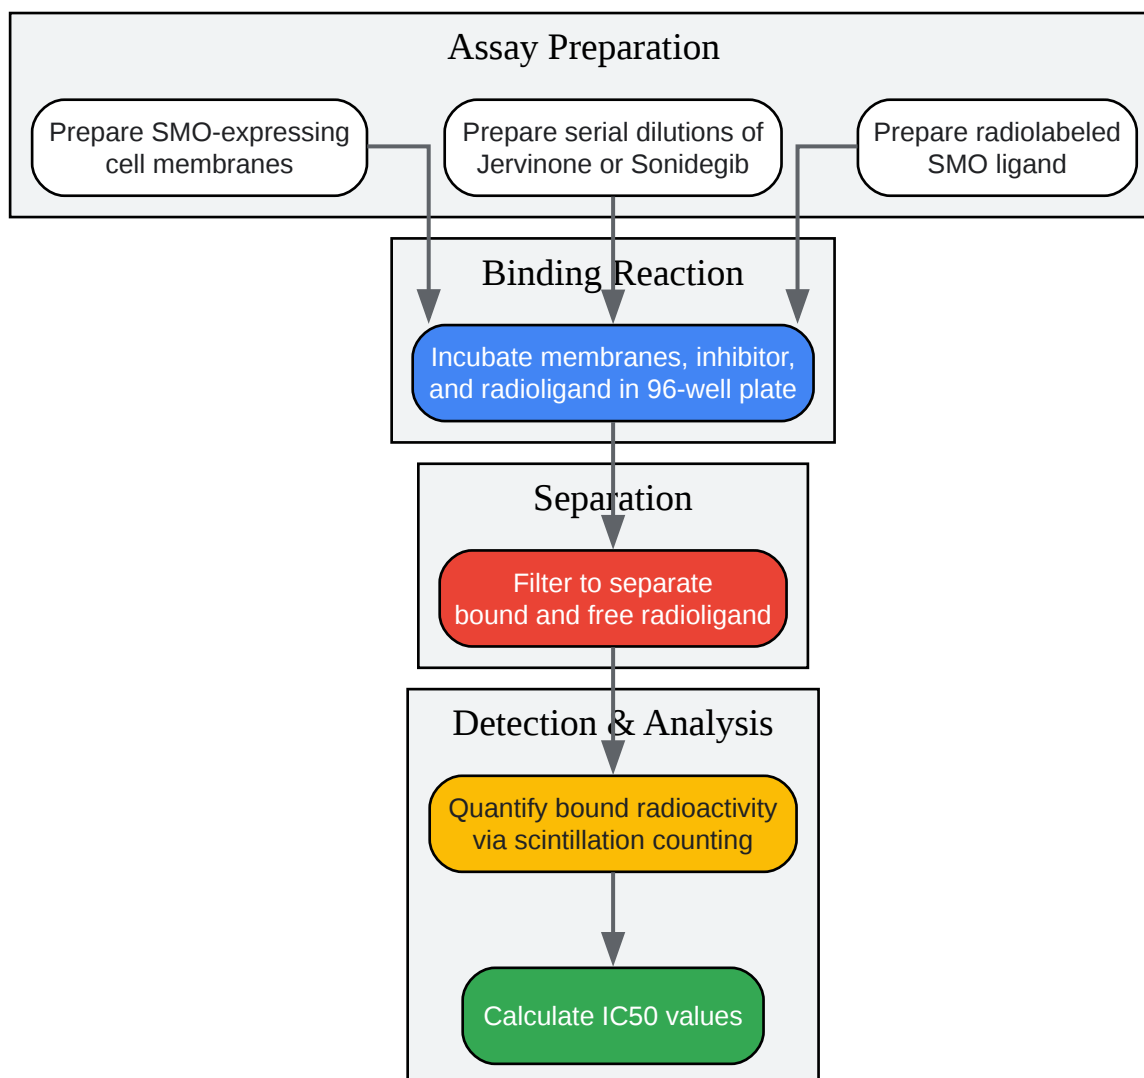 Assay Preparation
Prepare SMO-expressing
cell membranes
Prepare serial dilutions of
Jervinone or Sonidegib
Prepare radiolabeled
SMO ligand
Binding Reaction
Incubate membranes, inhibitor,
and radioligand in 96-well plate
Separation
Filter to separate
bound and free radioligand
Detection & Analysis
Quantify bound radioactivity
via scintillation counting
Calculate IC50 values